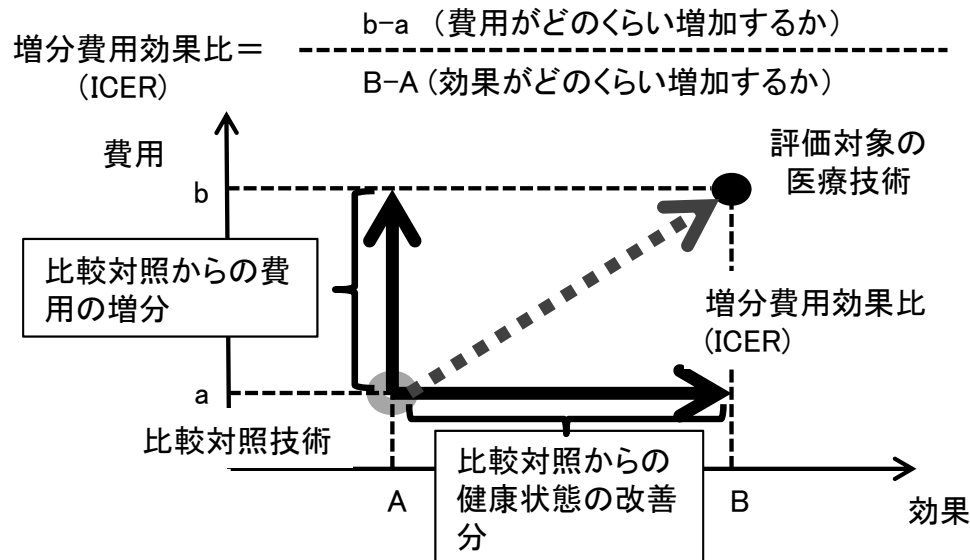 b-a （費用がどのくらい増加するか）
増分費用効果比＝
(ICER)
B-A（効果がどのくらい増加するか）
費用
評価対象の
医療技術
b
比較対照からの費
用の増分
増分費用効果比
(ICER)
a
比較対照技術
比較対照からの
健康状態の改善
分
A
B
効果